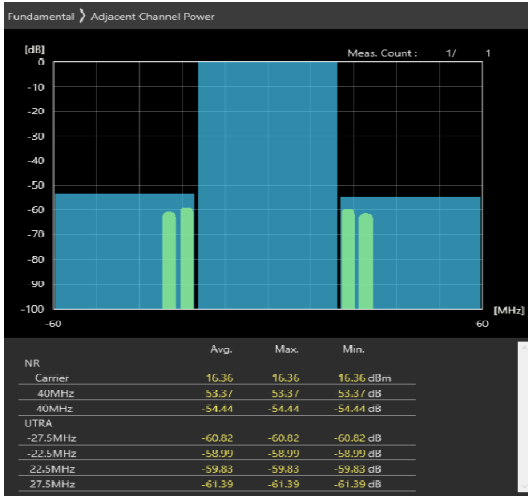 Fundamental ❯ Adjacent Channel Power
[dB]
Meas. Count : 1/ 1
0
-10
-20
-30
-40
-50
-60
-70
-80
90
-100
[MHz]
-60
60
Avg. Max. Min.
NR
Carrier 16.36 16.36 16.36 dBm
40MHz 53.37 53.37 53.37 dB
40MHz -54.44 -54.44 -54.44 dB
UTRA
-27.5MHz -60.82 -60.82 -60.82 dB
-22.5MHz -58.99 -58.99 -58.99 dB
22.5MHz -59.83 -59.83 -59.83 dB
27.5MHz -61.39 -61.39 -61.39 dB